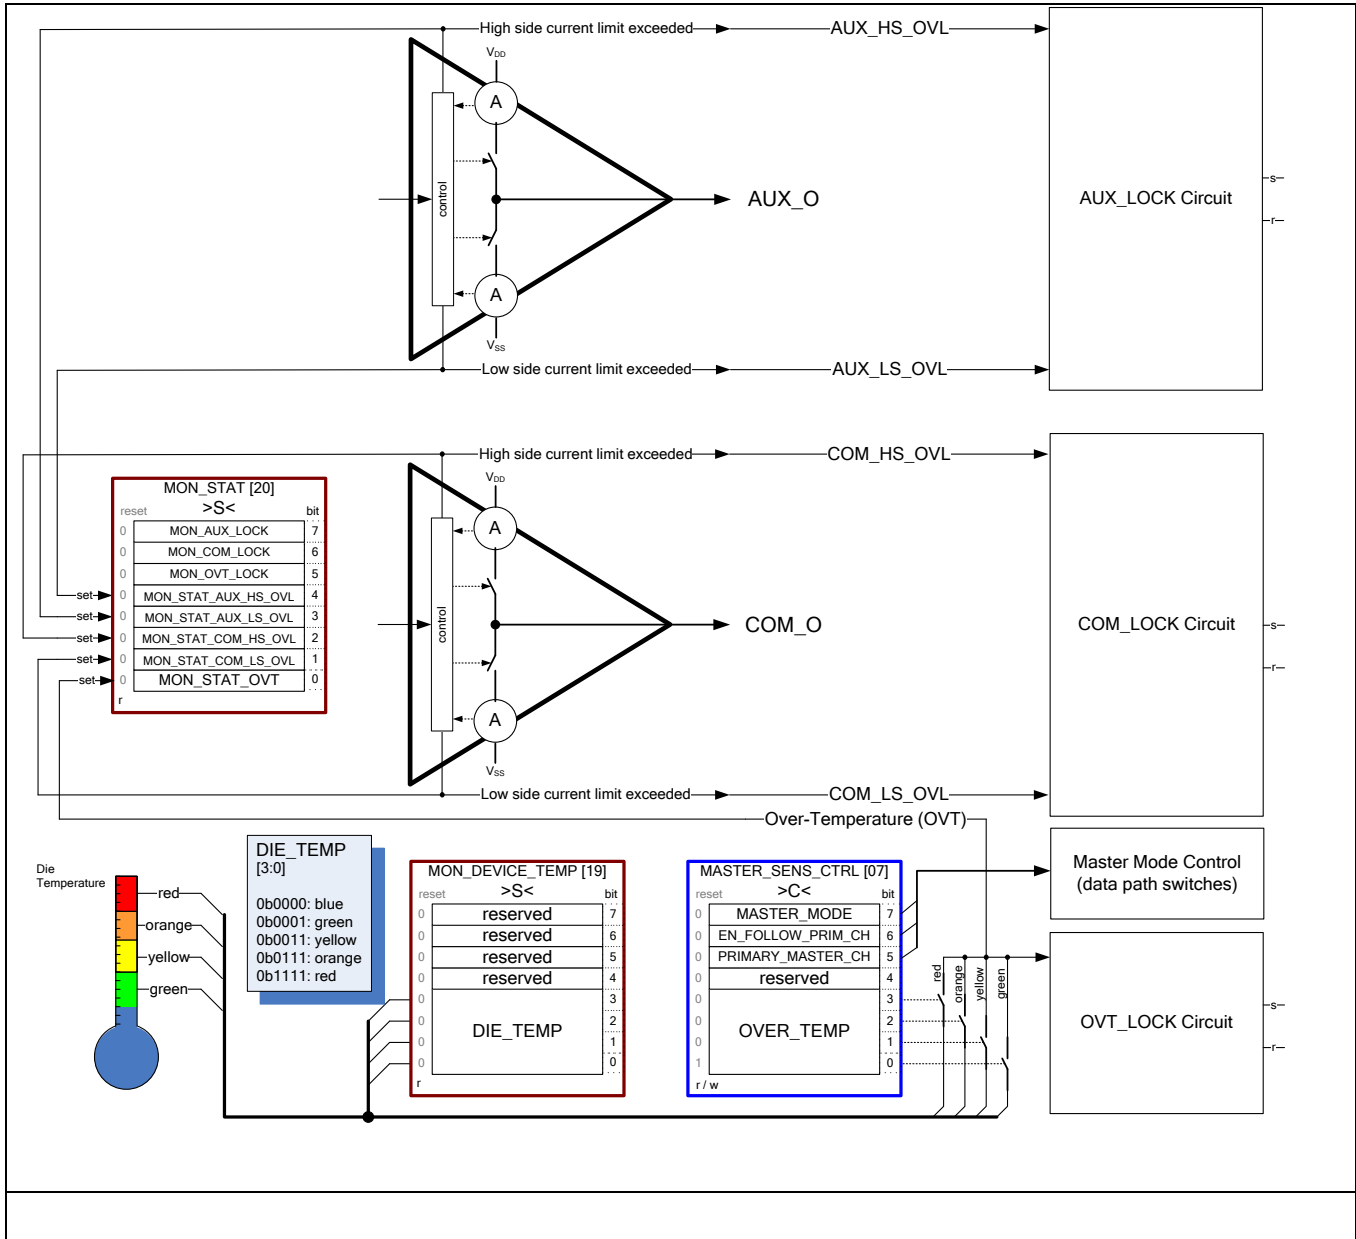 High side current limit exceeded
AUX_HS_OVL
VDD
A
control
AUX_O
A
VSS
Low side current limit exceeded
AUX_LS_OVL
AUX_LOCK Circuit
s
r
High side current limit exceeded
COM_HS_OVL
VDD
A
control
COM_O
A
VSS
Low side current limit exceeded
COM_LS_OVL
COM_LOCK Circuit
s
r
MON_STAT [20]
reset >S< bit
0 MON_AUX_LOCK 7
0 MON_COM_LOCK 6
0 MON_OVT_LOCK 5
set 0 MON_STAT_AUX_HS_OVL 4
set 0 MON_STAT_AUX_LS_OVL 3
set 0 MON_STAT_COM_HS_OVL 2
set 0 MON_STAT_COM_LS_OVL 1
set 0 MON_STAT_OVT 0
r
Over-Temperature (OVT)
Die
Temperature
red
orange
yellow
green
DIE_TEMP
[3:0]
0b0000: blue
0b0001: green
0b0011: yellow
0b0111: orange
0b1111: red
MON_DEVICE_TEMP [19]
reset >S< bit
0 reserved 7
0 reserved 6
0 reserved 5
0 reserved 4
0 3
0 DIE_TEMP 2
0 1
0 0
r
MASTER_SENS_CTRL [07]
reset >C< bit
0 MASTER_MODE 7
0 EN_FOLLOW_PRIM_CH 6
0 PRIMARY_MASTER_CH 5
0 reserved 4
0 3
0 OVER_TEMP 2
0 1
1 0
r / w
red
orange
yellow
green
Master Mode Control
(data path switches)
OVT_LOCK Circuit
s
r